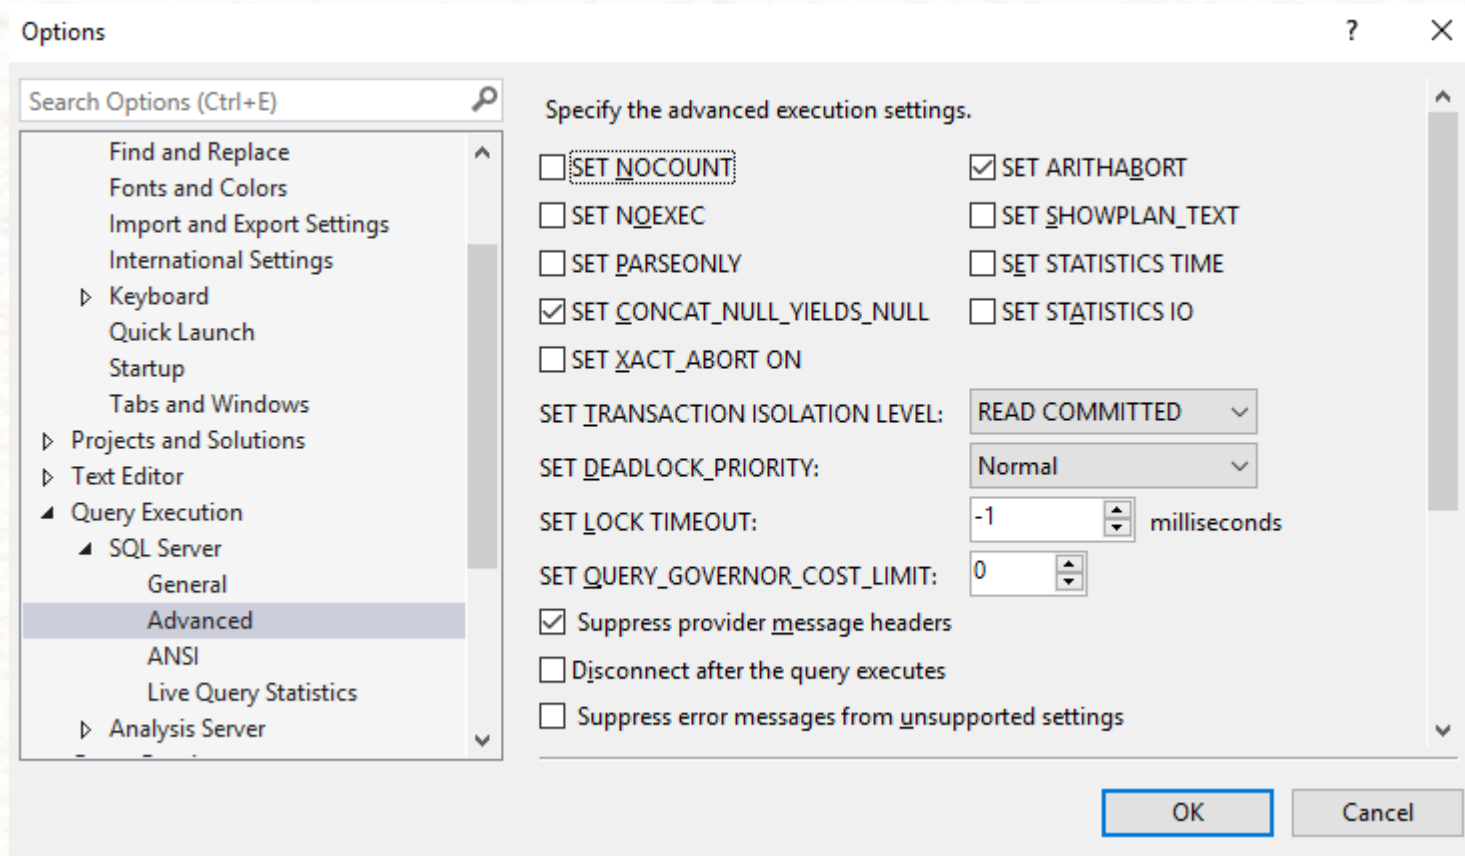 Options
?
Search Options (Ctrl+E)
Find and Replace
Fonts and Colors
Import and Export Settings
International Settings
Keyboard
Quick Launch
Startup
Tabs and Windows
Projects and Solutions
Text Editor
Query Execution
SQL Server
General
Advanced
ANSI
Live Query Statistics
Analysis Server
Specify the advanced execution settings.
SET NOCOUNT
SET ARITHABORT
SET NOEXEC
SET SHOWPLAN_TEXT
SET PARSEONLY
SET STATISTICS TIME
SET CONCAT_NULL_YIELDS_NULL
SET STATISTICS IO
SET XACT_ABORT ON
SET TRANSACTION ISOLATION LEVEL: READ COMMITTED
SET DEADLOCK_PRIORITY: Normal
SET LOCK TIMEOUT: -1 milliseconds
SET QUERY_GOVERNOR_COST_LIMIT: 0
Suppress provider message headers
Disconnect after the query executes
Suppress error messages from unsupported settings
OK
Cancel